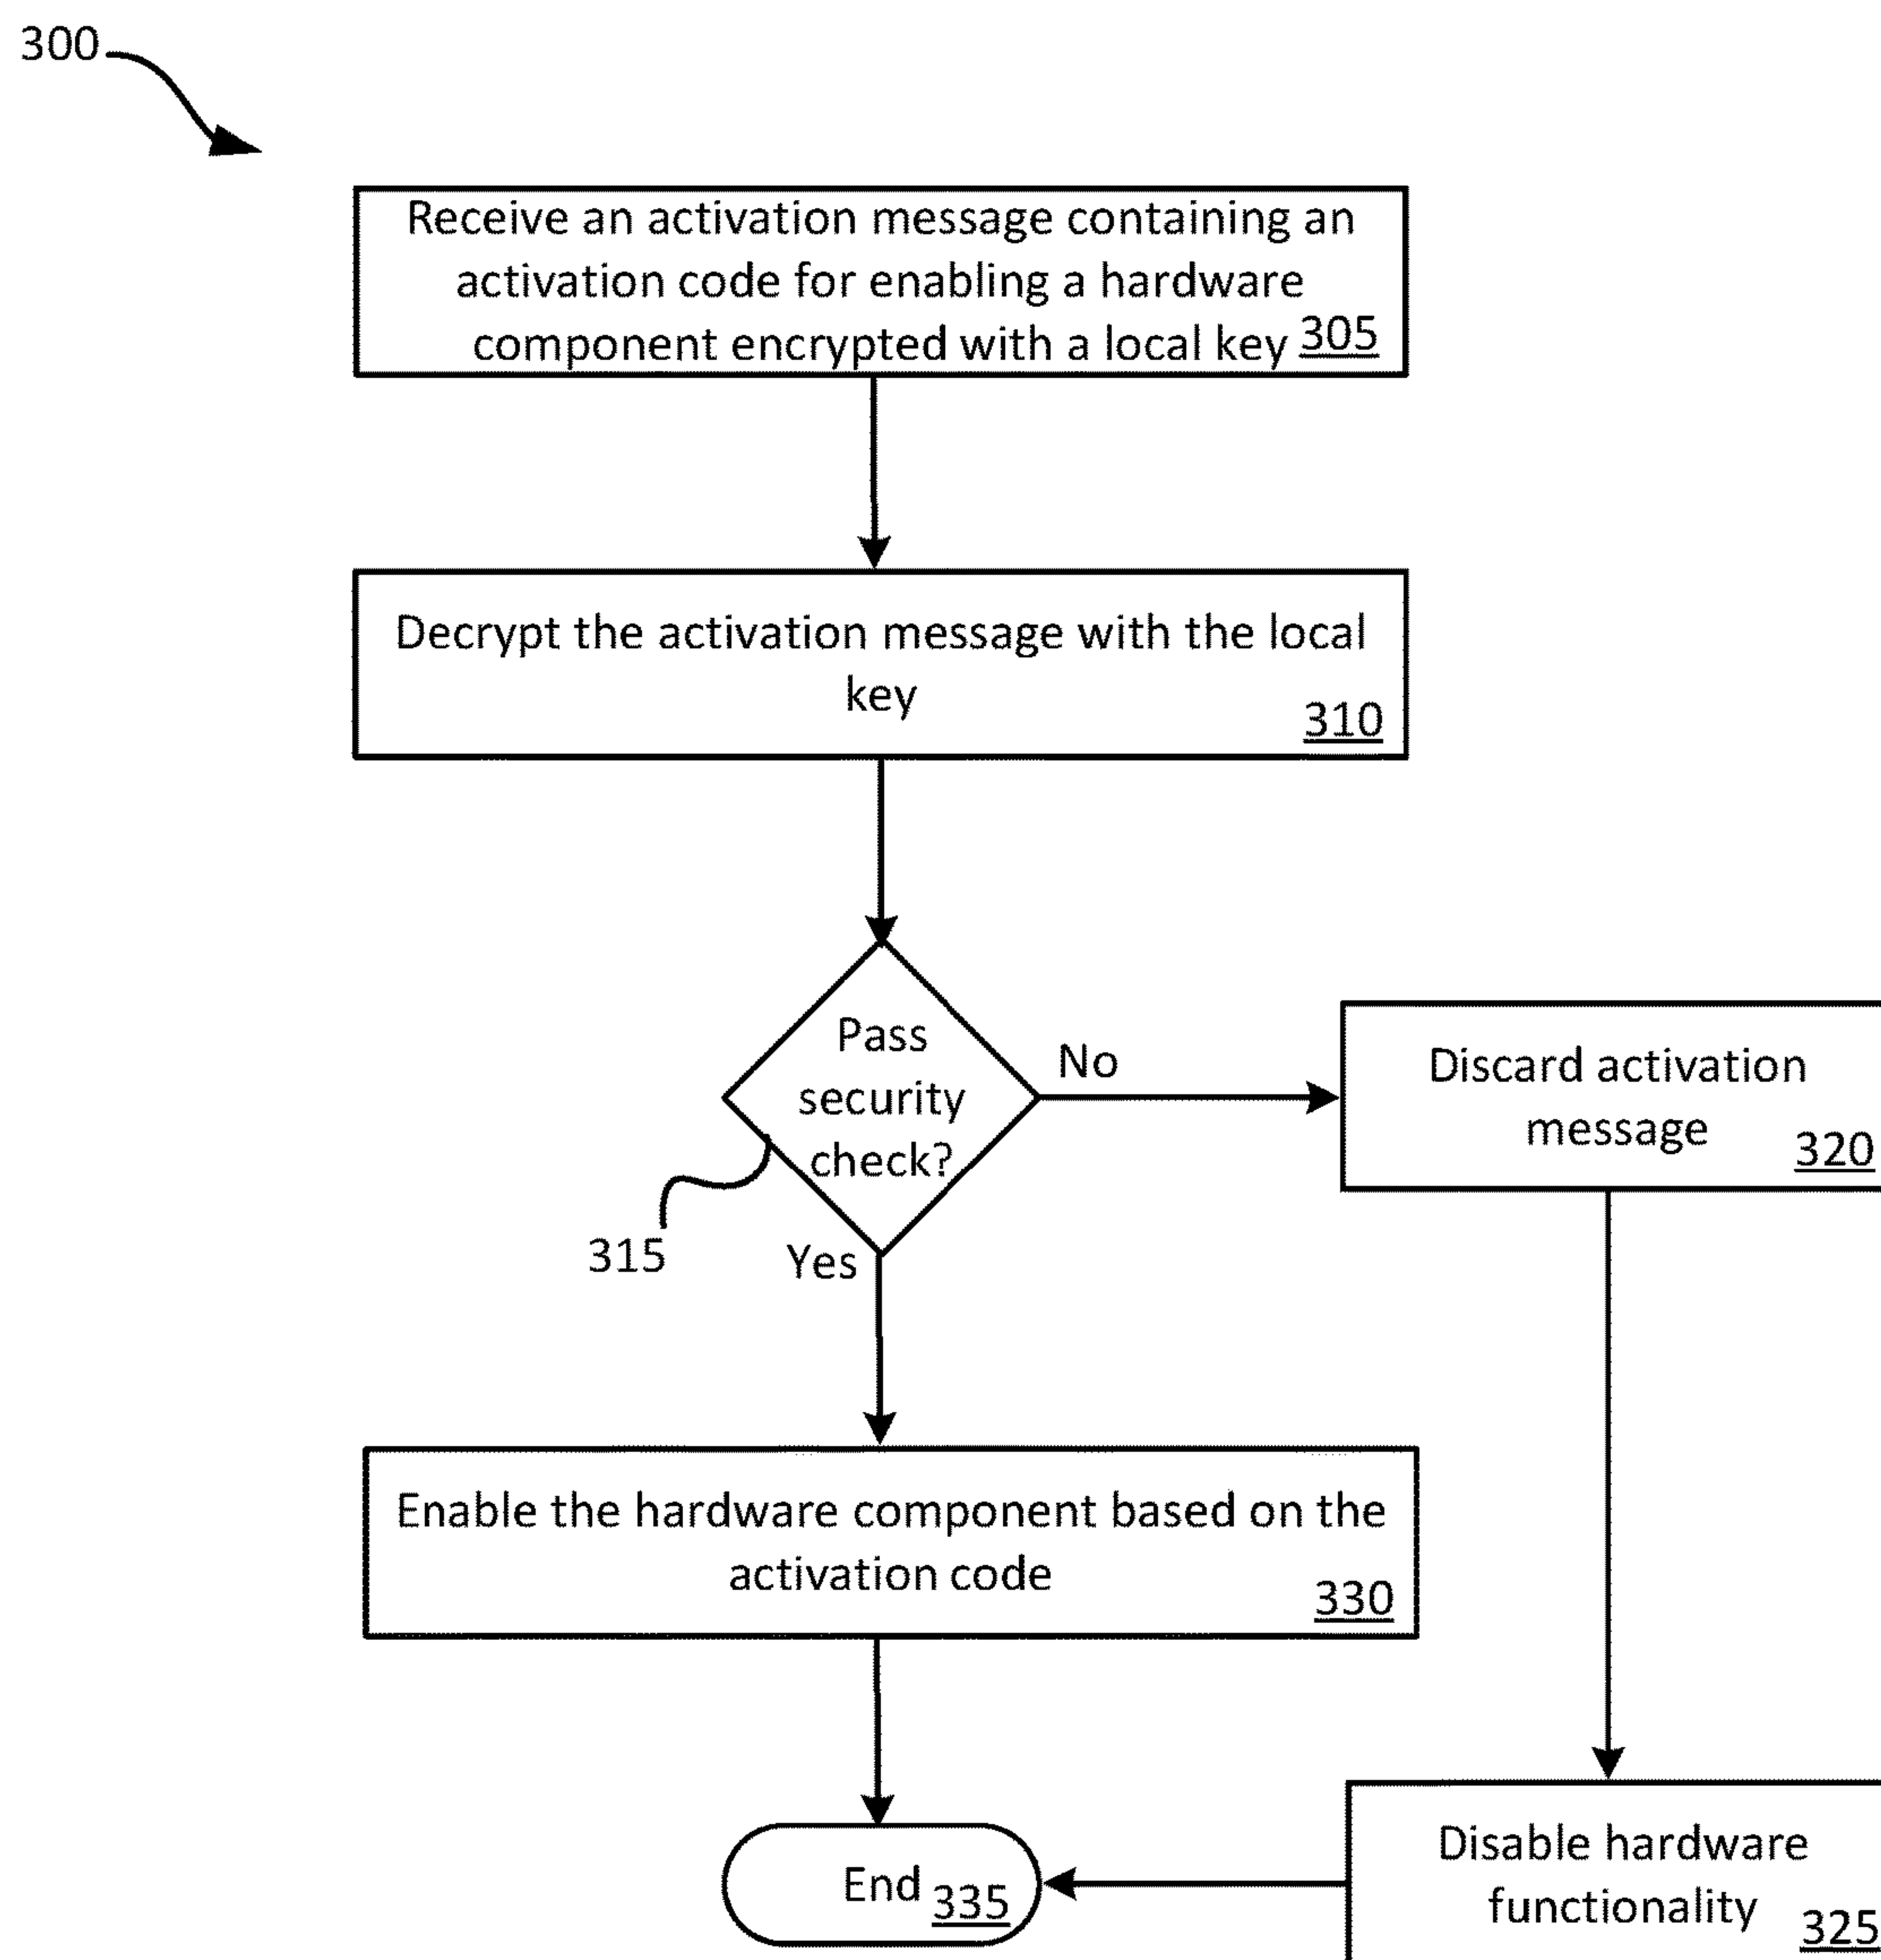 300
Receive an activation message containing an
activation code for enabling a hardware
component encrypted with a local key 305
Decrypt the activation message with the local
key
310
Pass
security
check?
No
315
Yes
Discard activation
message
320
Enable the hardware component based on the
activation code
330
Disable hardware
functionality
325
End 335